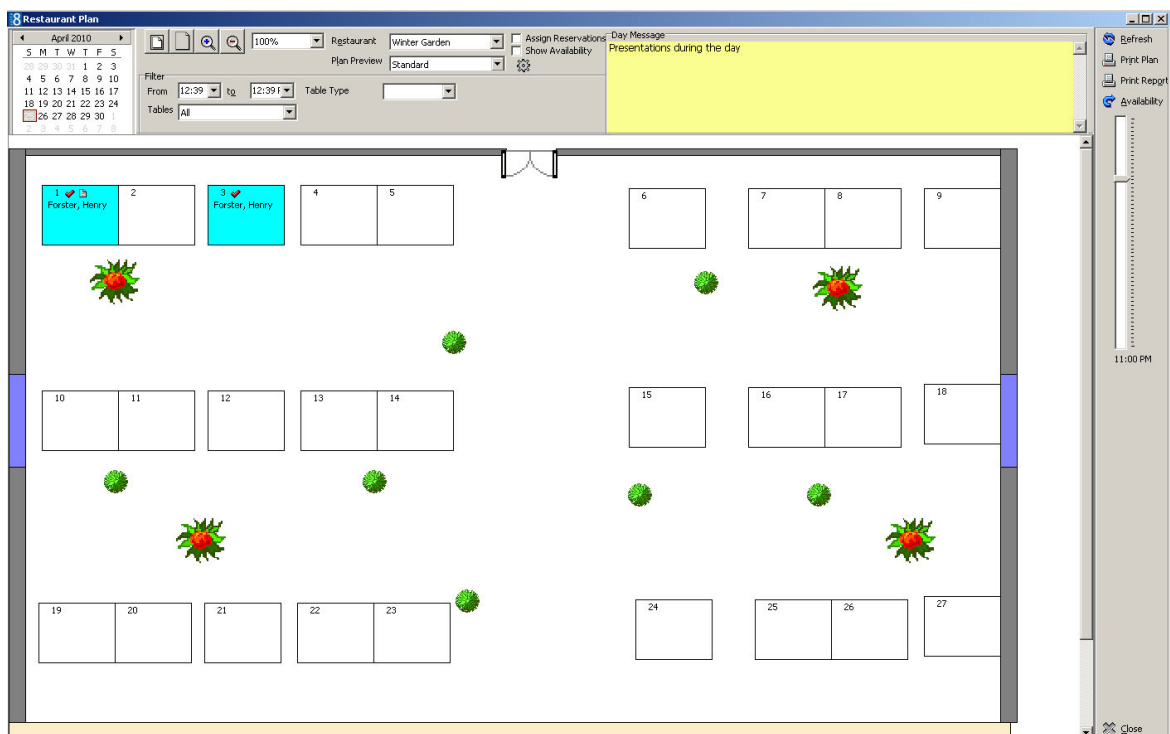 8 Restaurant Plan
April 2010
S M T W T F S
28 29 30 31 1 2 3
4 5 6 7 8 9 10
11 12 13 14 15 16 17
18 19 20 21 22 23 24
26 27 28 29 30 1
2 3 4 5 6 7 8
100%
Restaurant Winter Garden
Plan Preview Standard
Assign Reservations
Show Availability
Filter
From 12:39 to 12:39
Table Type
Tables All
Day Message
Presentations during the day
Refresh
Print Plan
Print Report
Availability
11:00 PM
Close
1 2 3 4 5 6 7 8 9
Forster, Henry Forster, Henry
10 11 12 13 14 15 16 17 18
19 20 21 22 23 24 25 26 27